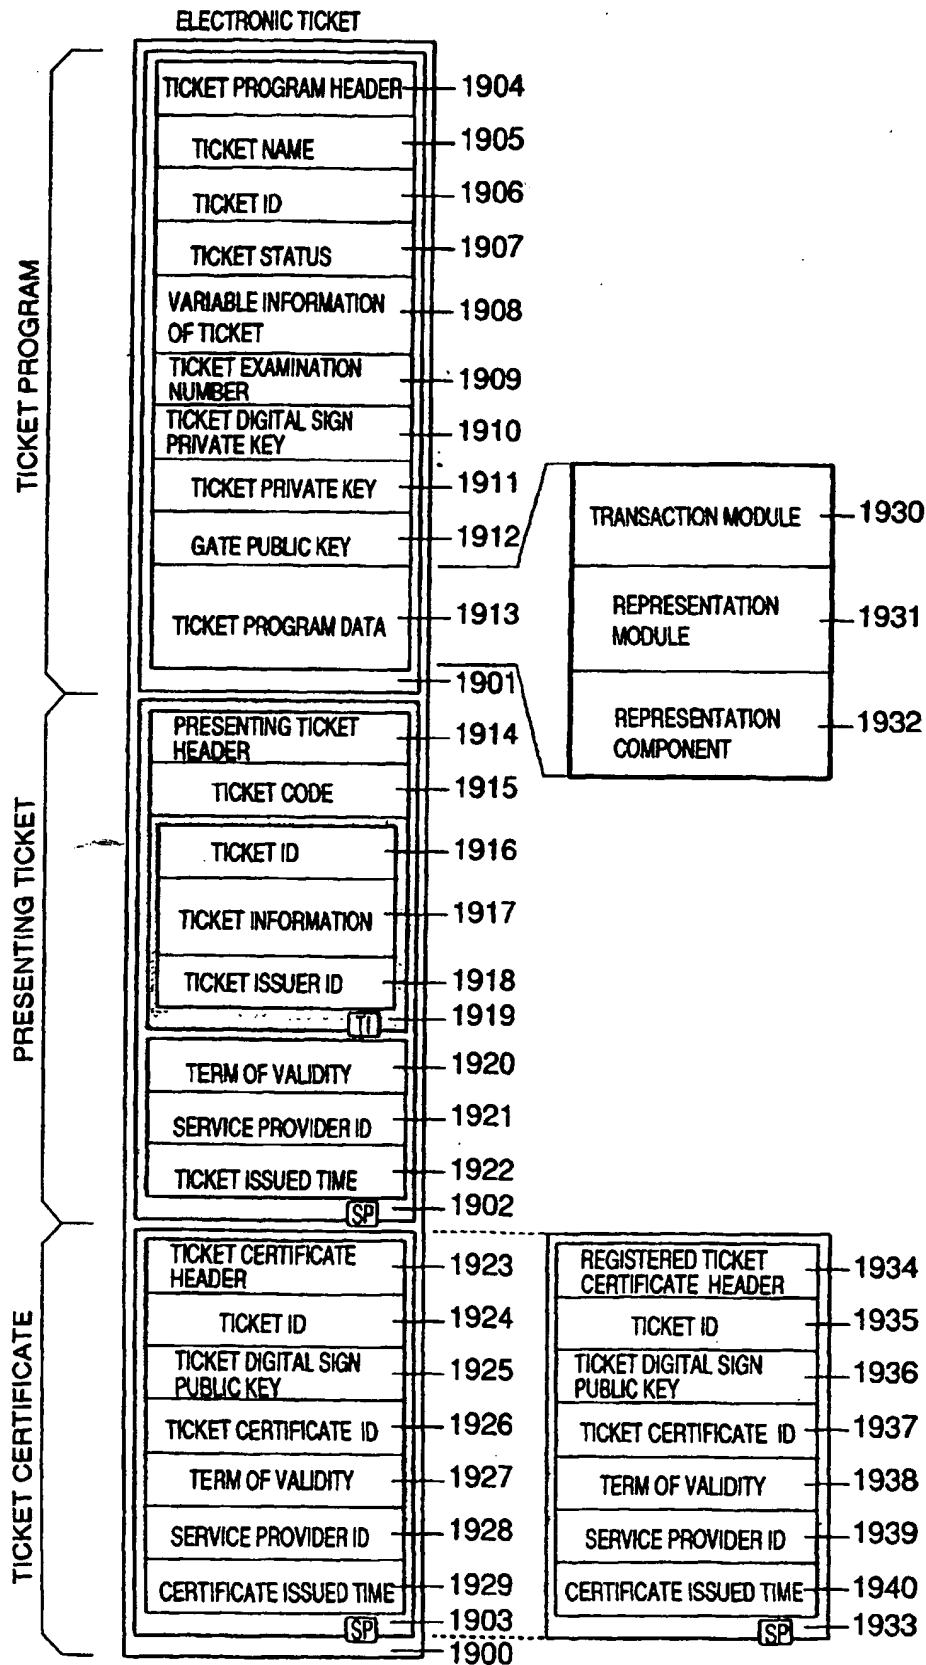 ELECTRONIC TICKET
TICKET PROGRAM
TICKET PROGRAM HEADER 1904
TICKET NAME 1905
TICKET ID 1906
TICKET STATUS 1907
VARIABLE INFORMATION
OF TICKET 1908
TICKET EXAMINATION
NUMBER 1909
TICKET DIGITAL SIGN
PRIVATE KEY 1910
TICKET PRIVATE KEY 1911
GATE PUBLIC KEY 1912
TICKET PROGRAM DATA 1913
1901
TRANSACTION MODULE 1930
REPRESENTATION
MODULE 1931
REPRESENTATION
COMPONENT 1932
PRESENTING TICKET
PRESENTING TICKET
HEADER 1914
TICKET CODE 1915
TICKET ID 1916
TICKET INFORMATION 1917
TICKET ISSUER ID 1918
TI 1919
TERM OF VALIDITY 1920
SERVICE PROVIDER ID 1921
TICKET ISSUED TIME 1922
SP 1902
TICKET CERTIFICATE
TICKET CERTIFICATE
HEADER 1923
TICKET ID 1924
TICKET DIGITAL SIGN
PUBLIC KEY 1925
TICKET CERTIFICATE ID 1926
TERM OF VALIDITY 1927
SERVICE PROVIDER ID 1928
CERTIFICATE ISSUED TIME 1929
SP 1903
1900
REGISTERED TICKET
CERTIFICATE HEADER 1934
TICKET ID 1935
TICKET DIGITAL SIGN
PUBLIC KEY 1936
TICKET CERTIFICATE ID 1937
TERM OF VALIDITY 1938
SERVICE PROVIDER ID 1939
CERTIFICATE ISSUED TIME 1940
SP 1933